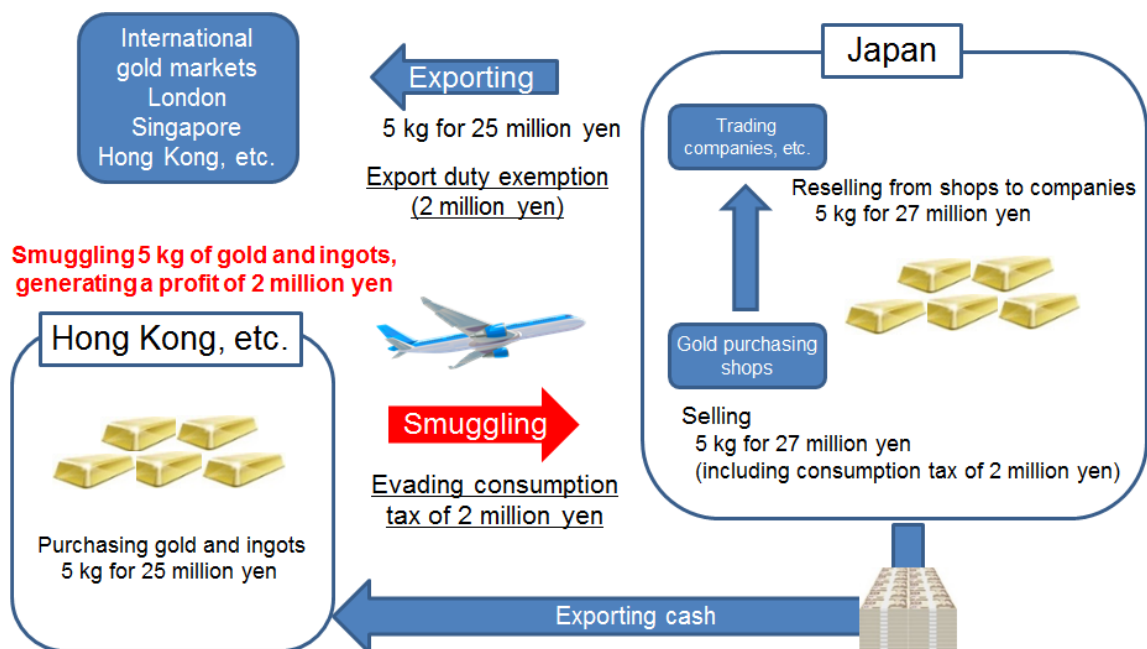 International
gold markets
London
Singapore
Hong Kong, etc.
Exporting
5 kg for 25 million yen
Export duty exemption
(2 million yen)
Japan
Trading
companies, etc.
Reselling from shops to companies
5 kg for 27 million yen
Gold purchasing
shops
Selling
5 kg for 27 million yen
(including consumption tax of 2 million yen)
Smuggling 5 kg of gold and ingots,
generating a profit of 2 million yen
Hong Kong, etc.
Purchasing gold and ingots
5 kg for 25 million yen
Smuggling
Evading consumption
tax of 2 million yen
Exporting cash